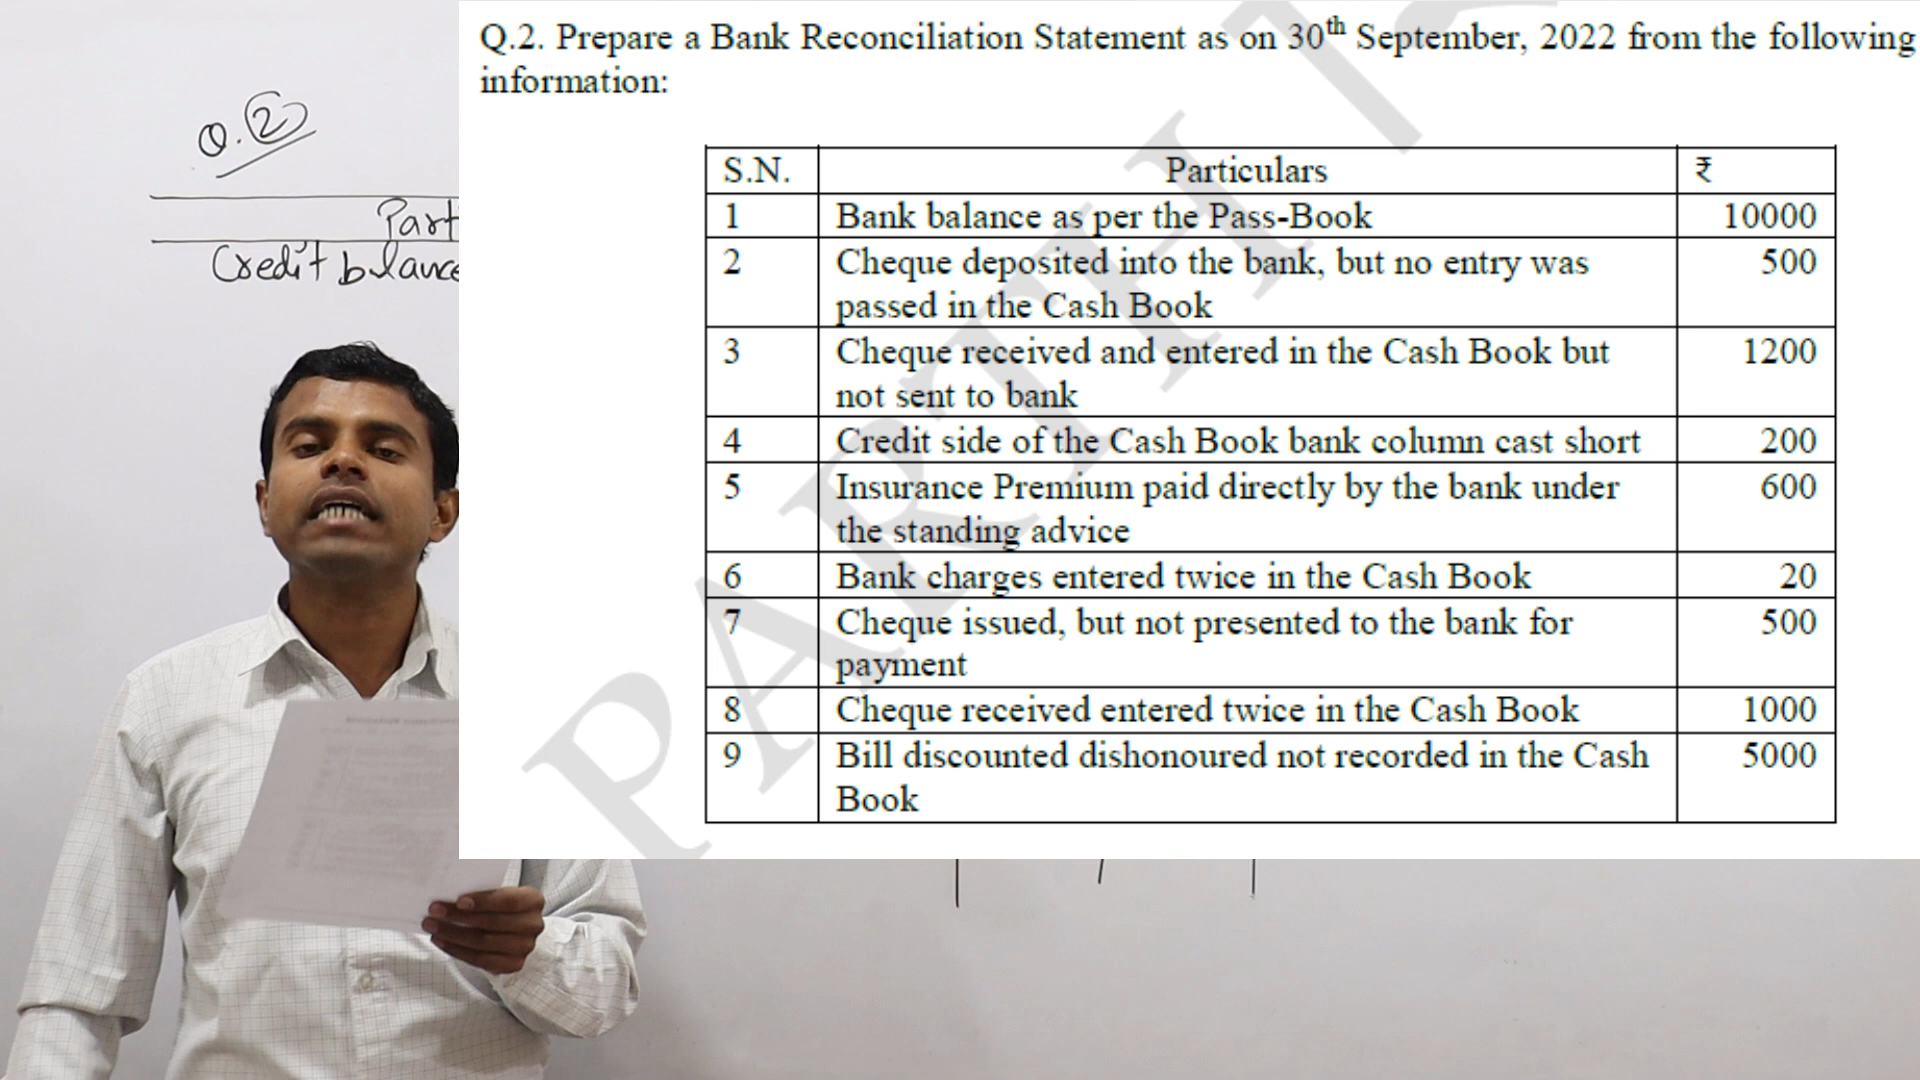 Q.2. Prepare a Bank Reconciliation Statement as on 30th September, 2022 from the following
information:
Q. 2
Part
Credit balance
S.N. Particulars ₹
1 Bank balance as per the Pass-Book 10000
2 Cheque deposited into the bank, but no entry was 500
passed in the Cash Book
3 Cheque received and entered in the Cash Book but 1200
not sent to bank
4 Credit side of the Cash Book bank column cast short 200
5 Insurance Premium paid directly by the bank under 600
the standing advice
6 Bank charges entered twice in the Cash Book 20
7 Cheque issued, but not presented to the bank for 500
payment
8 Cheque received entered twice in the Cash Book 1000
9 Bill discounted dishonoured not recorded in the Cash 5000
Book
PARTH